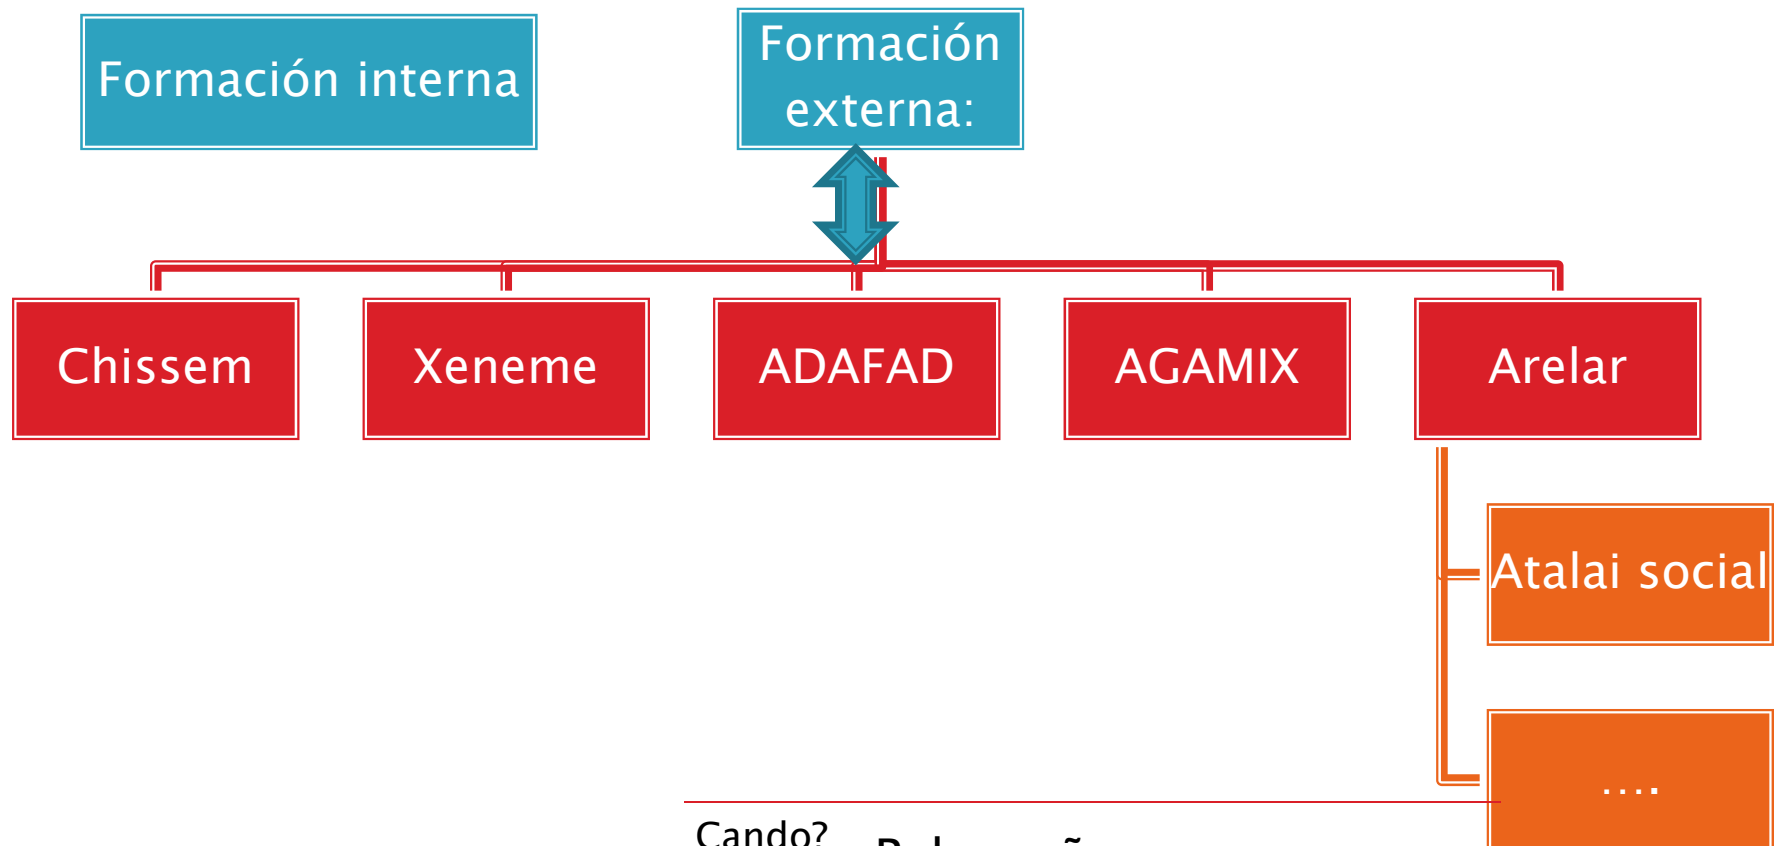 Formación interna
Formación
externa:
Chissem
Xeneme
ADAFAD
AGAMIX
Arelar
Atalai social
….
Cando?